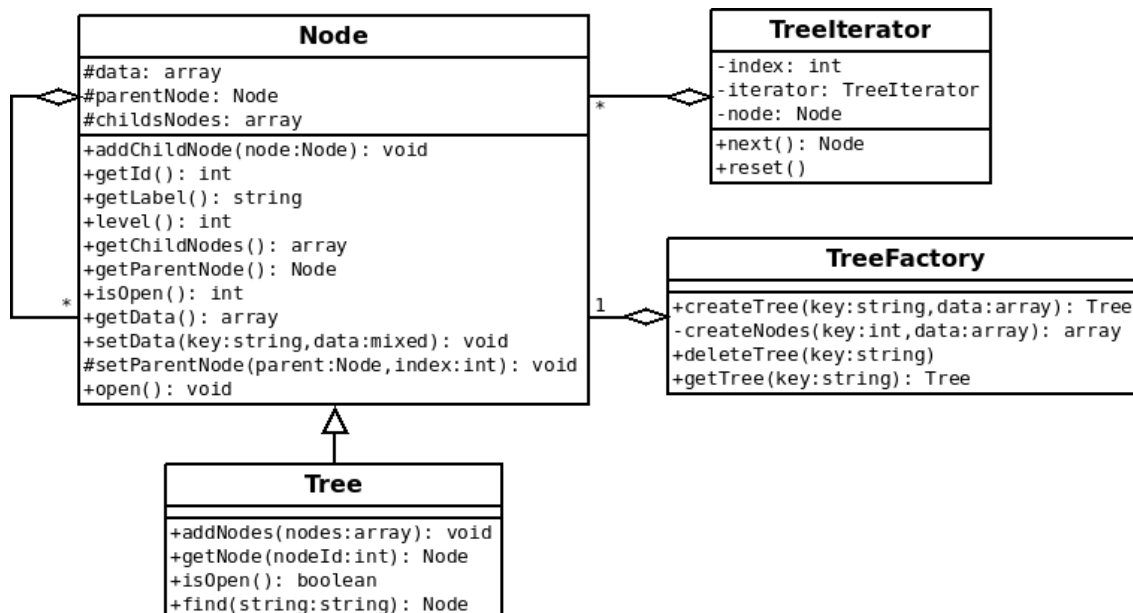 Node
#data: array
#parentNode: Node
#childsNodes: array
+addChildNode(node:Node): void
+getId(): int
+getLabel(): string
+level(): int
+getChildNodes(): array
+getParentNode(): Node
+isOpen(): int
+getData(): array
+setData(key:string,data:mixed): void
#setParentNode(parent:Node,index:int): void
+open(): void
*
TreeIterator
-index: int
-iterator: TreeIterator
-node: Node
+next(): Node
+reset()
*
TreeFactory
+createTree(key:string,data:array): Tree
-createNodes(key:int,data:array): array
+deleteTree(key:string)
+getTree(key:string): Tree
1
Tree
+addNodes(nodes:array): void
+getNode(nodeId:int): Node
+isOpen(): boolean
+find(string:string): Node